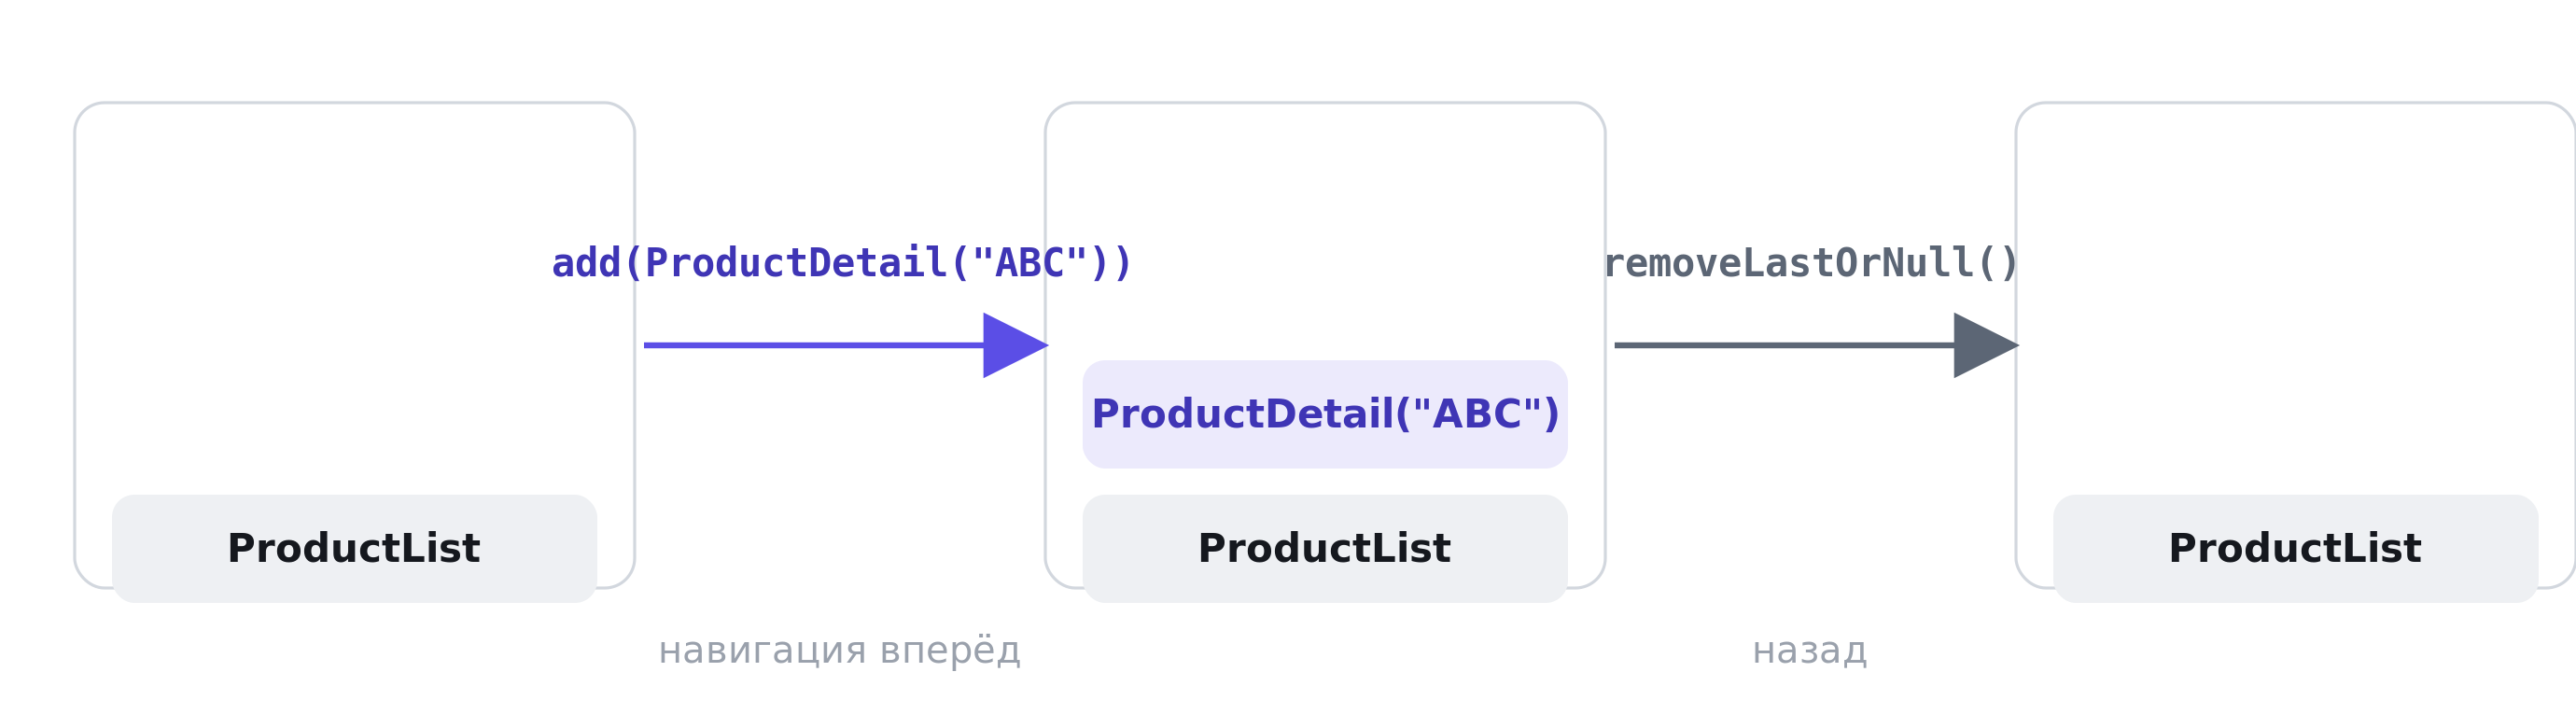 add(ProductDetail("ABC"))
removeLastOrNull()
ProductDetail("ABC")
ProductList
ProductList
ProductList
навигация вперёд
назад